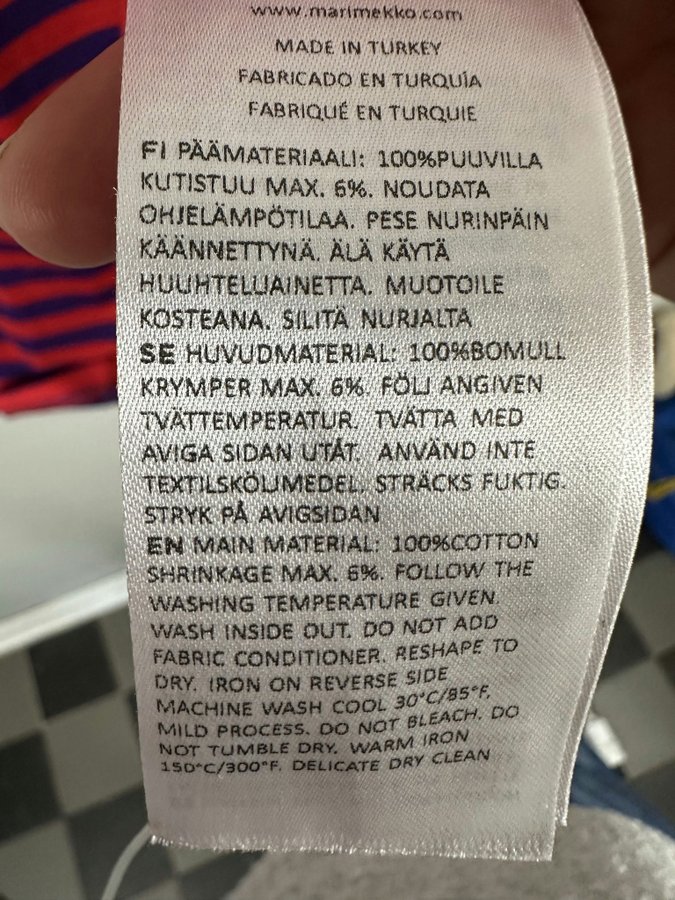 www.marimekko.com
MADE IN TURKEY
FABRICADO EN TURQUÍA
FABRIQUÉ EN TURQUIE
FI PÄÄMATERIAALI: 100%PUUVILLA
KUTISTUU MAX. 6%. NOUDATA
OHJELÄMPÖTILAA. PESE NURINPÄIN
KÄÄNNETTYNÄ. ÄLÄ KÄYTÄ
HUUHTELUAINETTA. MUOTOILE
KOSTEANA. SILITÄ NURJALTA
SE HUVUDMATERIAL: 100%BOMULL
KRYMPER MAX. 6%. FÖLJ ANGIVEN
TVÄTTEMPERATUR. TVÄTTA MED
AVIGA SIDAN UTÅT. ANVÄND INTE
TEXTILSKÖLJMEDEL. STRÄCKS FUKTIG.
STRYK PÅ AVIGSIDAN
EN MAIN MATERIAL: 100%COTTON
SHRINKAGE MAX. 6%. FOLLOW THE
WASHING TEMPERATURE GIVEN.
WASH INSIDE OUT. DO NOT ADD
FABRIC CONDITIONER. RESHAPE TO
DRY. IRON ON REVERSE SIDE
MACHINE WASH COOL 30°C/85°F.
MILD PROCESS. DO NOT BLEACH. DO
NOT TUMBLE DRY. WARM IRON
150°C/300°F. DELICATE DRY CLEAN